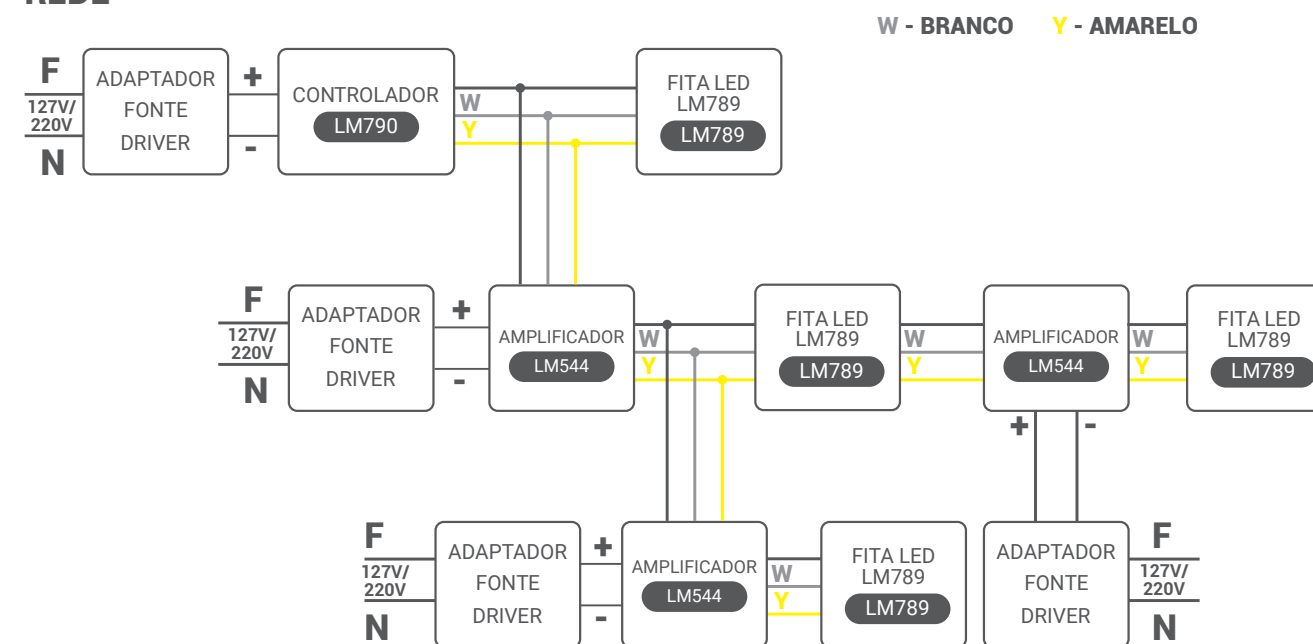 REDE
W - BRANCO Y - AMARELO
F
127V/
220V
N
ADAPTADOR
FONTE
DRIVER
+
-
CONTROLADOR
LM790
W
Y
FITA LED
LM789
LM789
F
127V/
220V
N
ADAPTADOR
FONTE
DRIVER
+
-
AMPLIFICADOR
LM544
W
Y
FITA LED
LM789
LM789
W
Y
AMPLIFICADOR
LM544
W
Y
FITA LED
LM789
LM789
+ -
F
127V/
220V
N
ADAPTADOR
FONTE
DRIVER
+
-
AMPLIFICADOR
LM544
W
Y
FITA LED
LM789
LM789
ADAPTADOR
FONTE
DRIVER
F
127V/
220V
N